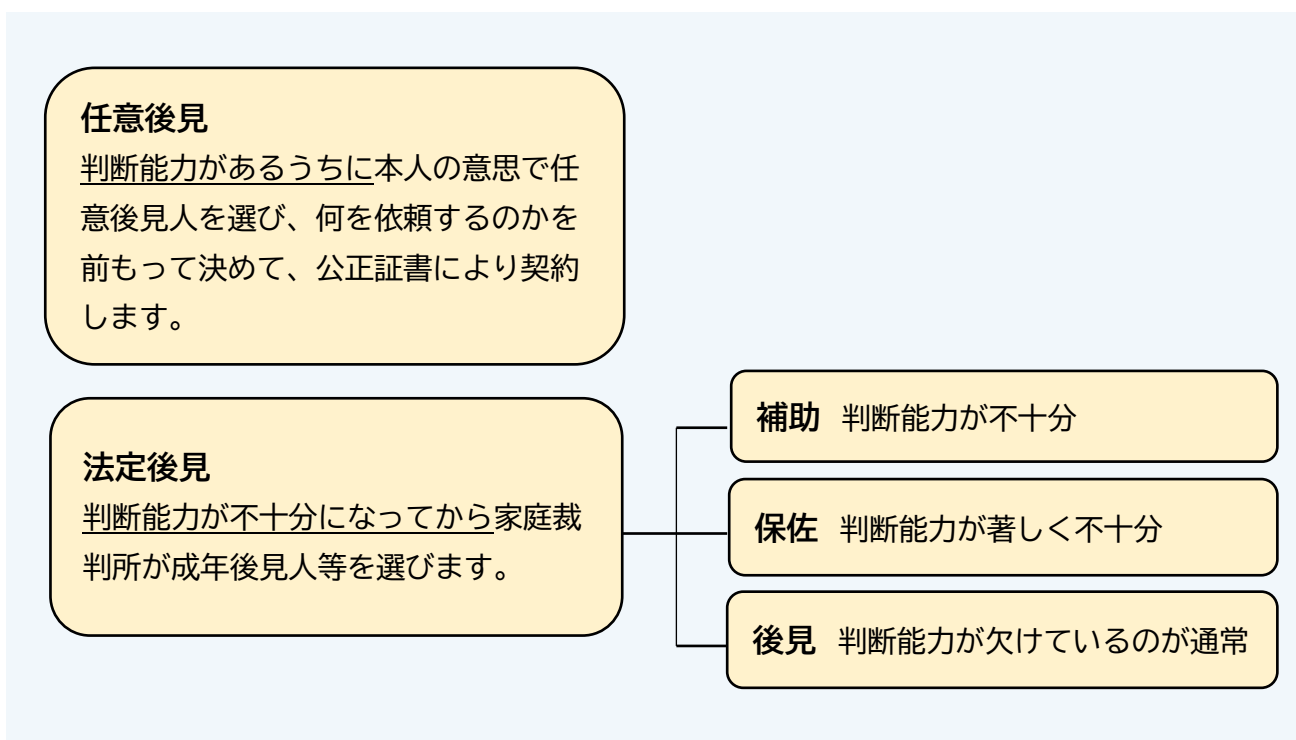 任意後見
判断能力があるうちに本人の意思で任
意後見人を選び、何を依頼するのかを
前もって決めて、公正証書により契約
します。
法定後見
判断能力が不十分になってから家庭裁
判所が成年後見人等を選びます。
補助 判断能力が不十分
保佐 判断能力が著しく不十分
後見 判断能力が欠けているのが通常